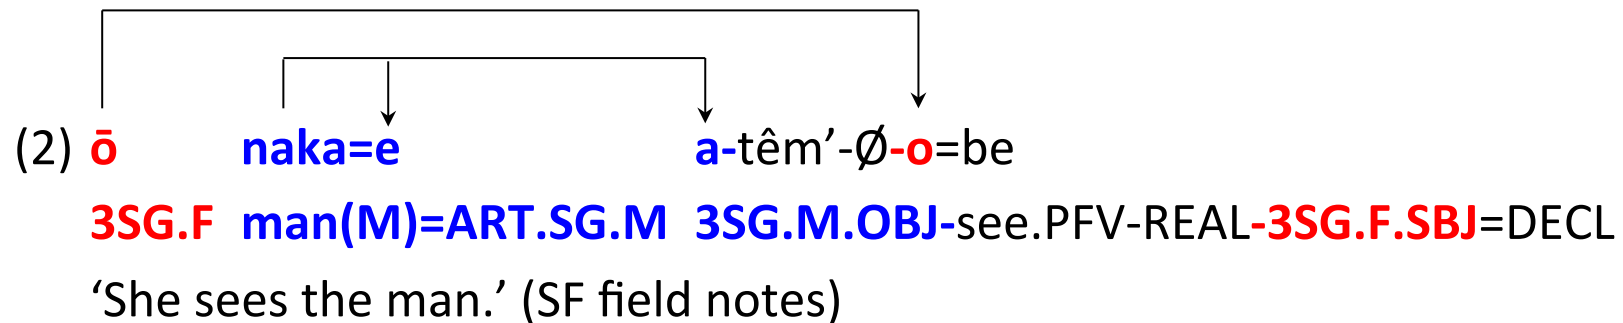 (2) ō naka=e a-têm’-Ø-o=be
3SG.F man(M)=ART.SG.M 3SG.M.OBJ-see.PFV-REAL-3SG.F.SBJ=DECL
‘She sees the man.’ (SF field notes)